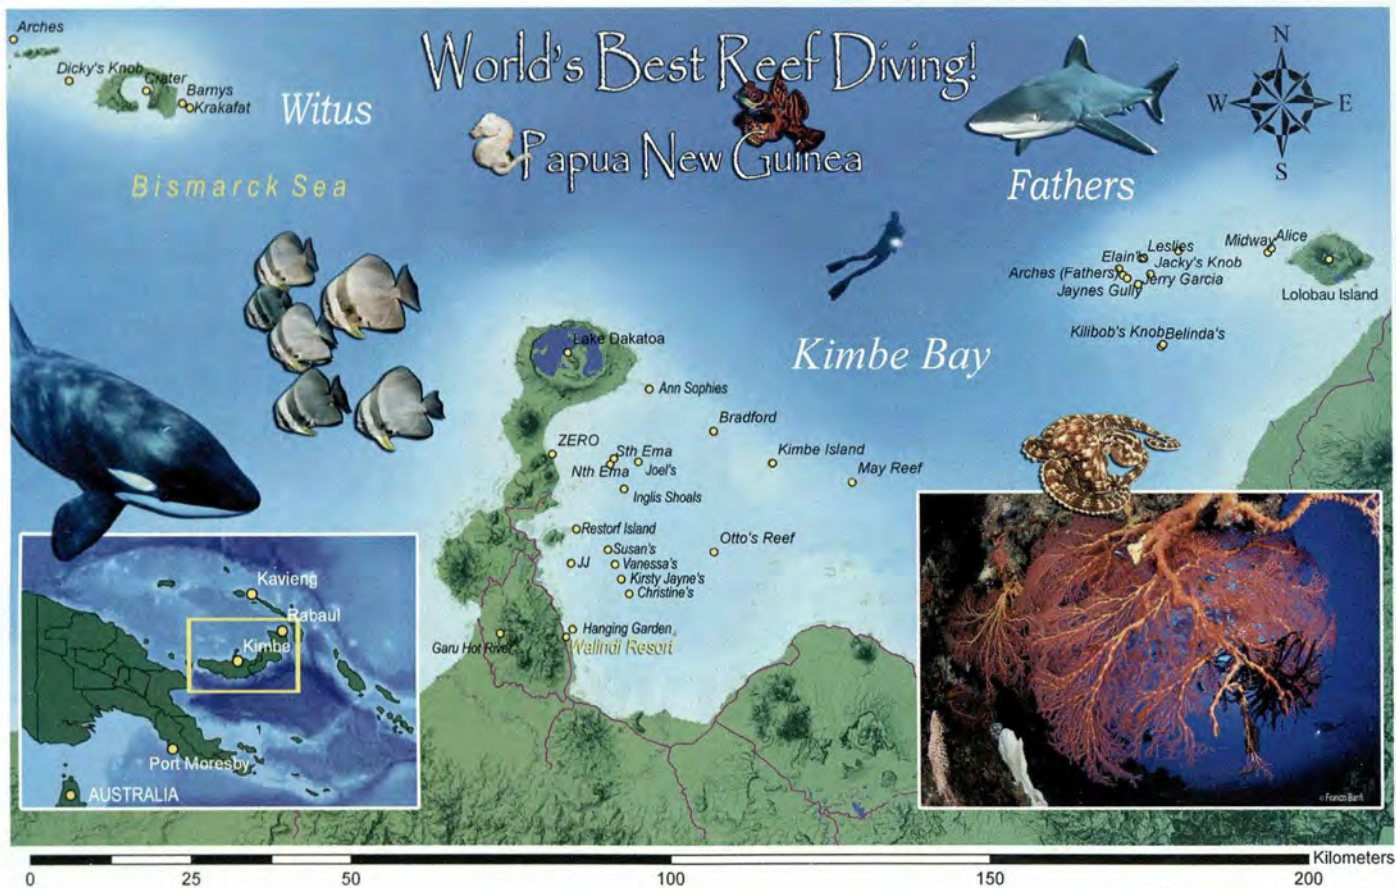 World's Best Reef Diving!
Papua New Guinea
Arches
Dicky's Knob
Crater
Barnys
Krakafat
Witus
Bismarck Sea
N
W
E
S
Fathers
Leslies
Midway
Alice
Elain's
Jacky's Knob
Arches (Fathers)
Jerry Garcia
Jaynes Gully
Lolobau Island
Kilibob's Knob
Belinda's
Kimbe Bay
Lake Dakatoa
Ann Sophies
Bradford
ZERO
Sth Ema
Nth Ema
Joel's
Kimbe Island
May Reef
Inglis Shoals
Restorf Island
Otto's Reef
Susan's
JJ
Vanessa's
Kirsty Jayne's
Christine's
Hanging Garden
Garu Hot River
Walindi Resort
Kavieng
Rabaul
Kimbe
Port Moresby
AUSTRALIA
© Franco Banfi
Kilometers
0 25 50 100 150 200